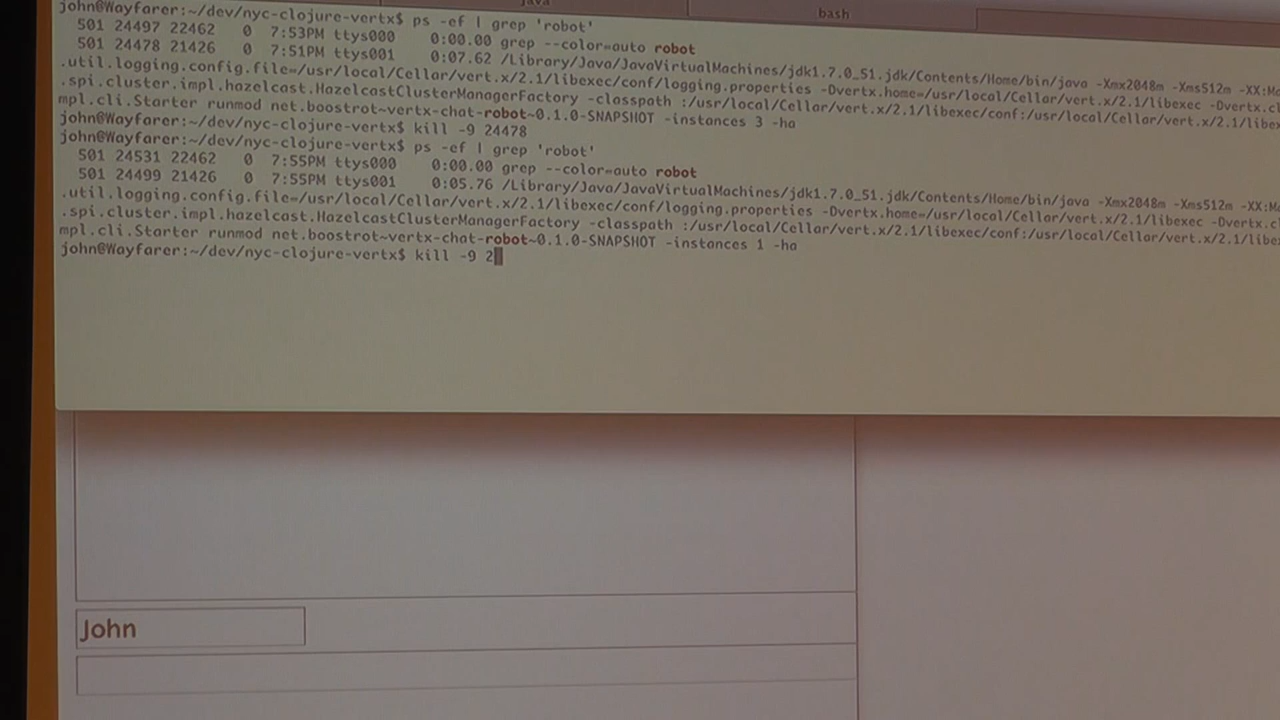 java
bash
john@Wayfarer:~/dev/nyc-clojure-vertx$ ps -ef | grep 'robot'
501 24497 22462 0 7:53PM ttys000 0:00.00 grep --color=auto robot
501 24478 21426 0 7:51PM ttys001 0:07.62 /Library/Java/JavaVirtualMachines/jdk1.7.0_51.jdk/Contents/Home/bin/java -Xmx2048m -Xms512m -XX:Ma
.util.logging.config.file=/usr/local/Cellar/vert.x/2.1/libexec/conf/logging.properties -Dvertx.home=/usr/local/Cellar/vert.x/2.1/libexec -Dvertx.cl
.spi.cluster.impl.hazelcast.HazelcastClusterManagerFactory -classpath :/usr/local/Cellar/vert.x/2.1/libexec/conf:/usr/local/Cellar/vert.x/2.1/libex
mpl.cli.Starter runmod net.boostrot~vertx-chat-robot~0.1.0-SNAPSHOT -instances 3 -ha
john@Wayfarer:~/dev/nyc-clojure-vertx$ kill -9 24478
john@Wayfarer:~/dev/nyc-clojure-vertx$ ps -ef | grep 'robot'
501 24531 22462 0 7:55PM ttys000 0:00.00 grep --color=auto robot
501 24499 21426 0 7:55PM ttys001 0:05.76 /Library/Java/JavaVirtualMachines/jdk1.7.0_51.jdk/Contents/Home/bin/java -Xmx2048m -Xms512m -XX:Ma
.util.logging.config.file=/usr/local/Cellar/vert.x/2.1/libexec/conf/logging.properties -Dvertx.home=/usr/local/Cellar/vert.x/2.1/libexec -Dvertx.cl
.spi.cluster.impl.hazelcast.HazelcastClusterManagerFactory -classpath :/usr/local/Cellar/vert.x/2.1/libexec/conf:/usr/local/Cellar/vert.x/2.1/libex
mpl.cli.Starter runmod net.boostrot~vertx-chat-robot~0.1.0-SNAPSHOT -instances 1 -ha
john@Wayfarer:~/dev/nyc-clojure-vertx$ kill -9 2
John